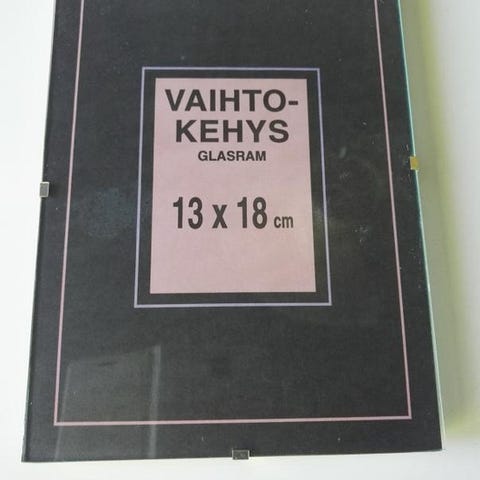 VAIHTO-
KEHYS
GLASRAM
13 x 18 cm